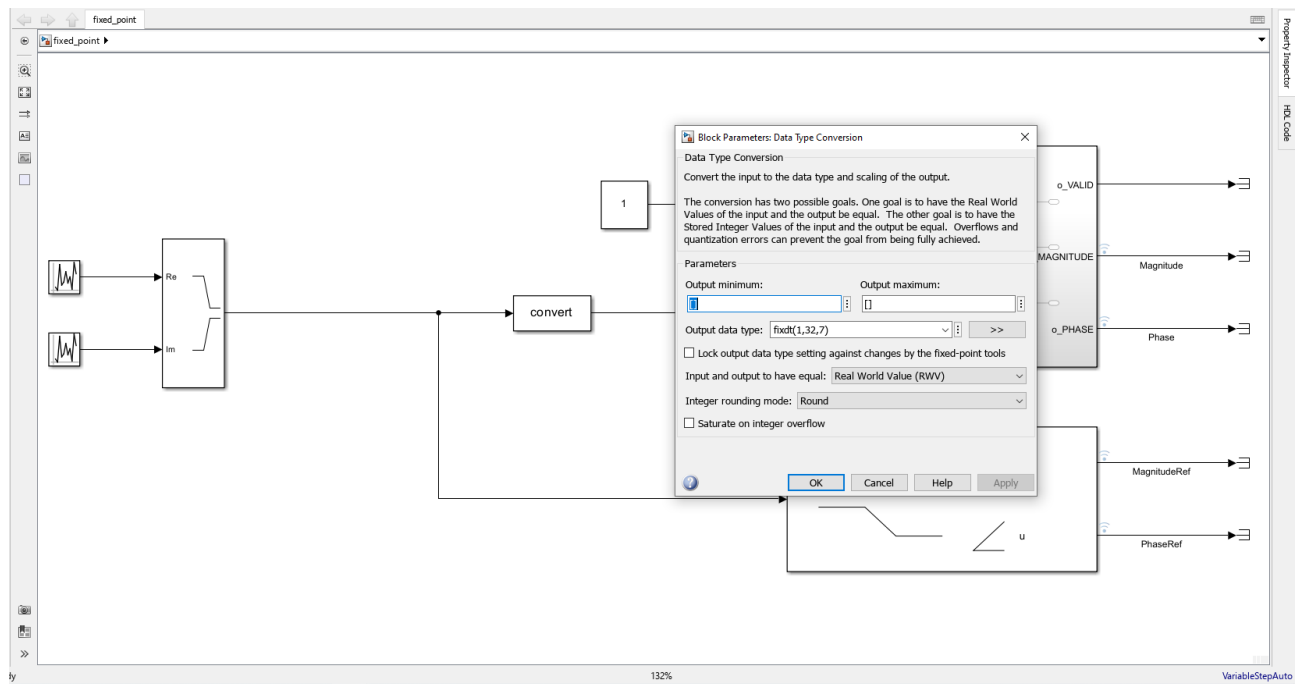 fixed_point
fixed_point
Property Inspector
HDL Code
Re
Im
convert
1
Block Parameters: Data Type Conversion
Data Type Conversion
Convert the input to the data type and scaling of the output.
The conversion has two possible goals. One goal is to have the Real World
Values of the input and the output be equal. The other goal is to have the
Stored Integer Values of the input and the output be equal. Overflows and
quantization errors can prevent the goal from being fully achieved.
Parameters
Output minimum: Output maximum:
[] []
Output data type: fixdt(1,32,7) >>
Lock output data type setting against changes by the fixed-point tools
Input and output to have equal: Real World Value (RWV)
Integer rounding mode: Round
Saturate on integer overflow
OK Cancel Help Apply
o_VALID
MAGNITUDE
Magnitude
o_PHASE
Phase
MagnitudeRef
u
PhaseRef
132%
VariableStepAuto